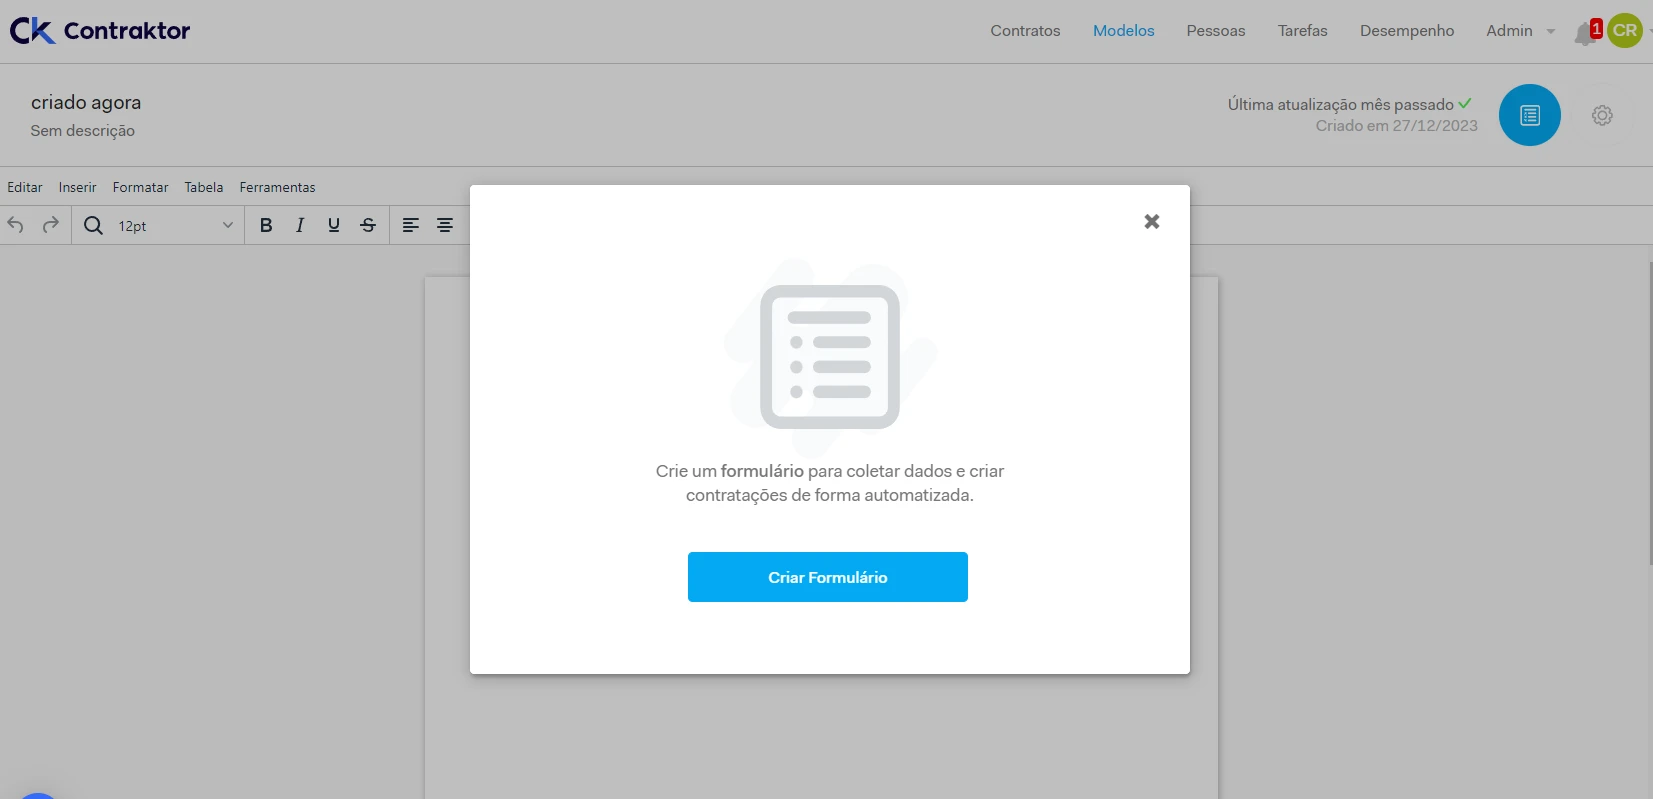 CK Contraktor
Contratos Modelos Pessoas Tarefas Desempenho Admin 1 CR
criado agora
Sem descrição
Última atualização mês passado
Criado em 27/12/2023
Editar Inserir Formatar Tabela Ferramentas
12pt B I U S
Crie um formulário para coletar dados e criar
contratações de forma automatizada.
Criar Formulário